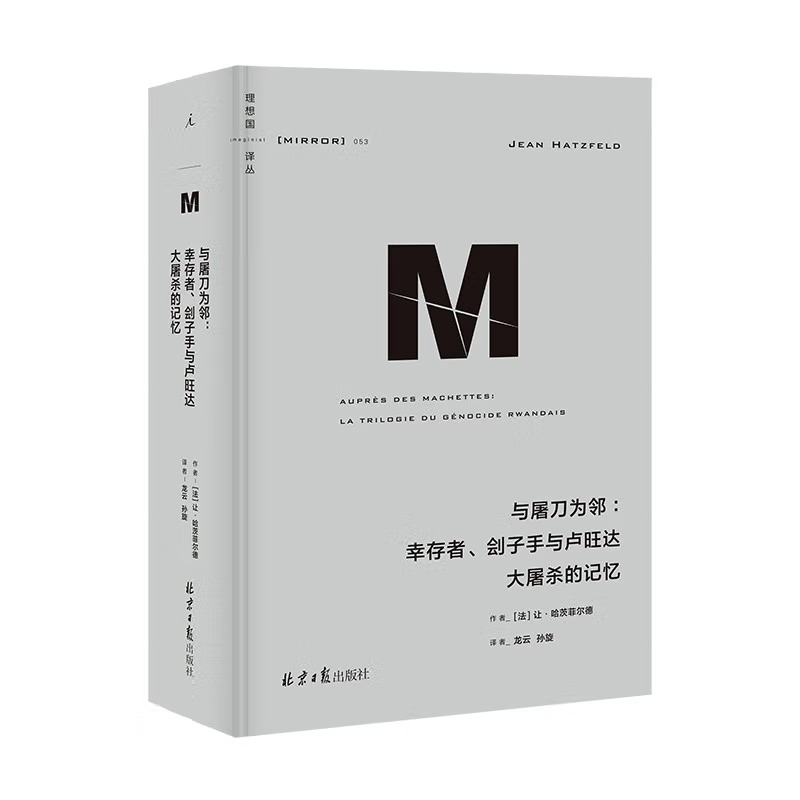 i
M
与屠刀为邻：
幸存者、刽子手与卢旺达
大屠杀的记忆
作者_[法]让·哈茨菲尔德
译者_龙云 孙旋
北京日报出版社
理想国
imaginist
译丛
[MIRROR] 053
JEAN HATZFELD
M
AUPRÈS DES MACHETTES:
LA TRILOGIE DU GÉNOCIDE RWANDAIS
与屠刀为邻：
幸存者、刽子手与卢旺达
大屠杀的记忆
作者_[法]让·哈茨菲尔德
译者_龙云 孙旋
北京日报出版社